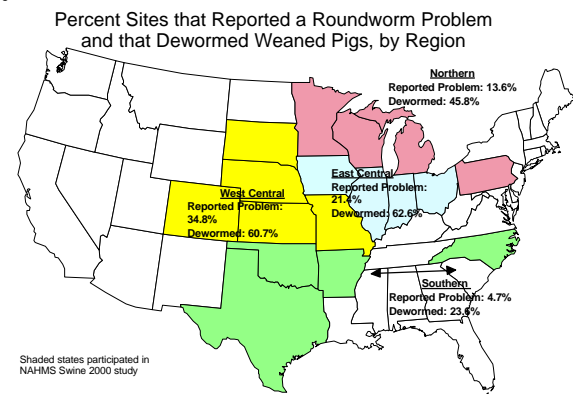 Percent Sites that Reported a Roundworm Problem
and that Dewormed Weaned Pigs, by Region
Northern
Reported Problem: 13.6%
Dewormed: 45.8%
East Central
Reported Problem:
21.4%
Dewormed: 62.6%
West Central
Reported Problem:
34.8%
Dewormed: 60.7%
Southern
Reported Problem: 4.7%
Dewormed: 23.6%
Shaded states participated in
NAHMS Swine 2000 study